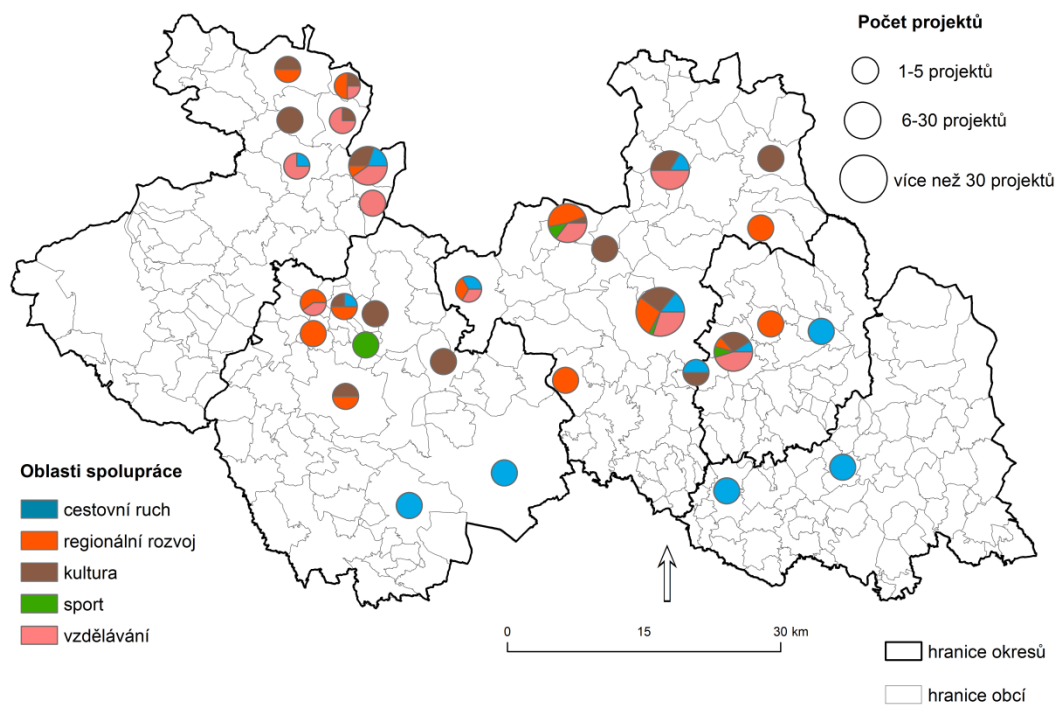 Počet projektů
1-5 projektů
6-30 projektů
více než 30 projektů
Oblasti spolupráce
cestovní ruch
regionální rozvoj
kultura
sport
vzdělávání
0 15 30 km
hranice okresů
hranice obcí